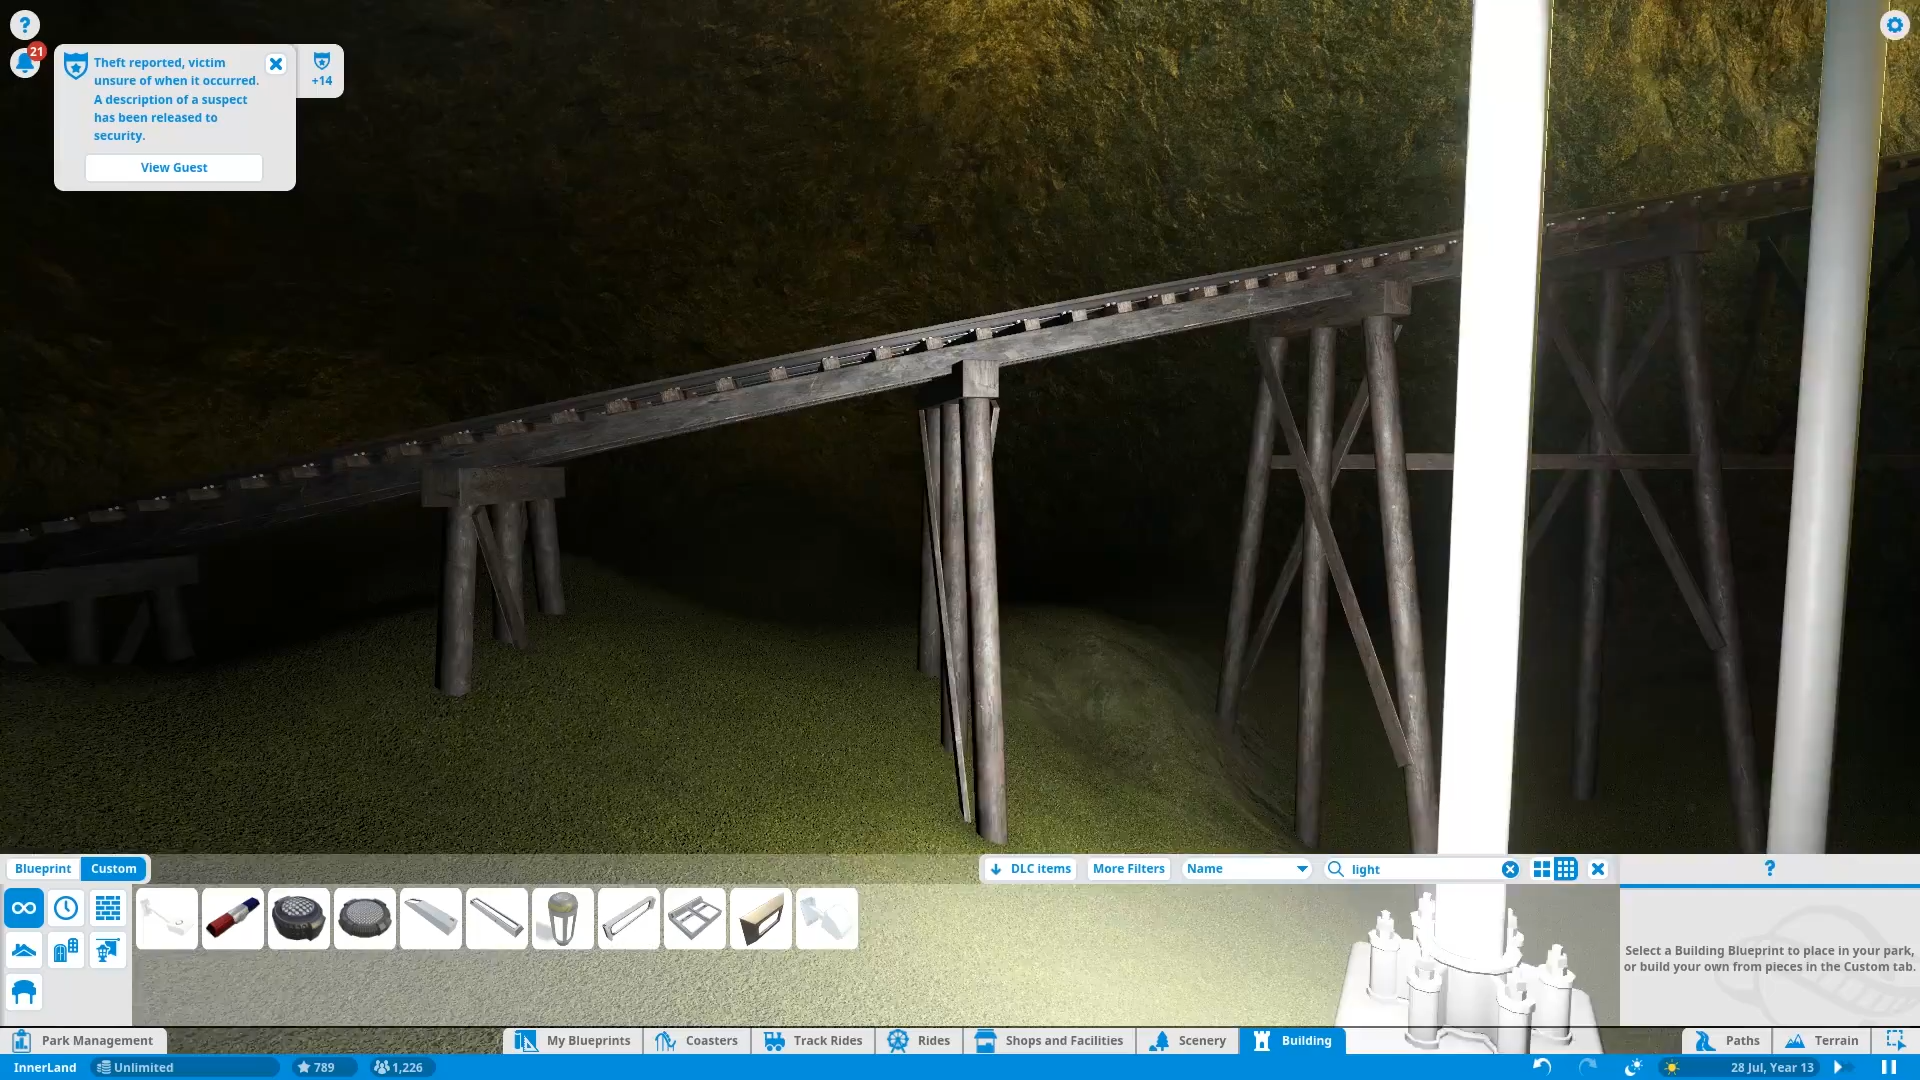 ?
21
Theft reported, victim
unsure of when it occurred.
A description of a suspect
has been released to
security.
View Guest
+14
Blueprint
Custom
DLC items
More Filters
Name
light
?
Select a Building Blueprint to place in your park,
or build your own from pieces in the Custom tab.
Park Management
My Blueprints
Coasters
Track Rides
Rides
Shops and Facilities
Scenery
Building
Paths
Terrain
InnerLand
Unlimited
789
1,226
28 Jul, Year 13